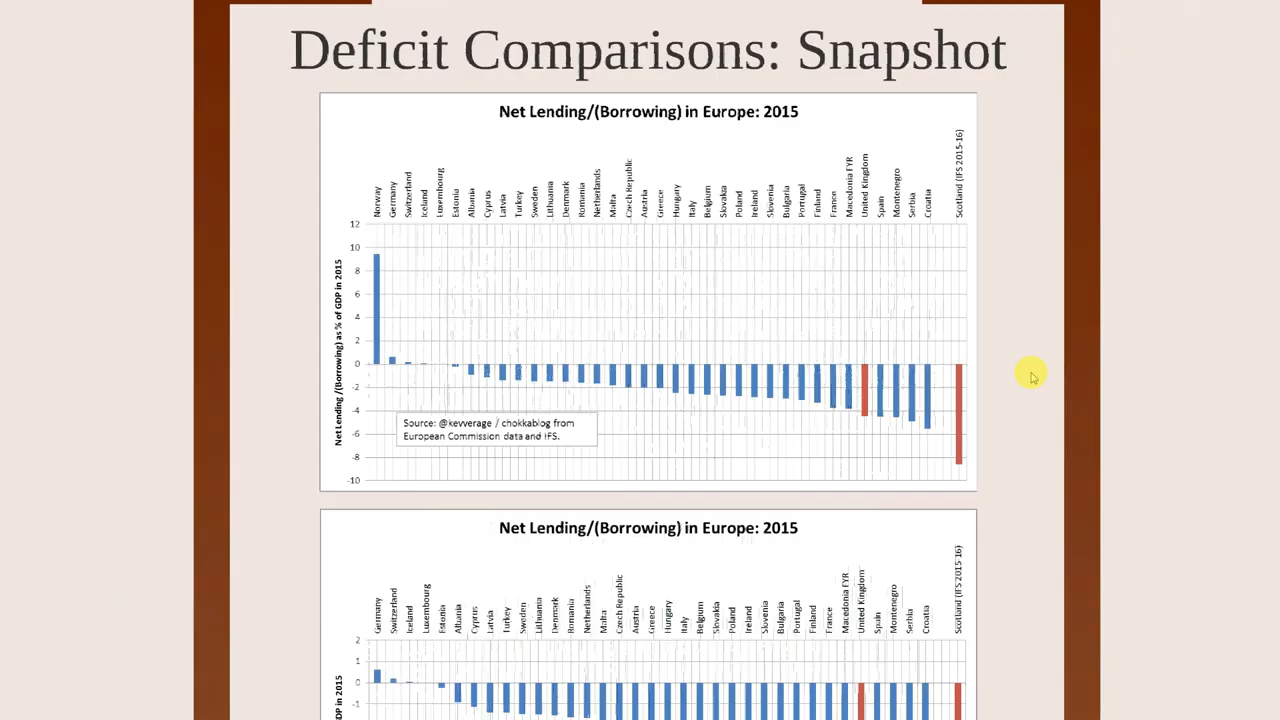 Deficit Comparisons: Snapshot
Net Lending/(Borrowing) in Europe: 2015
Norway
Germany
Switzerland
Iceland
Luxembourg
Estonia
Albania
Cyprus
Latvia
Turkey
Sweden
Lithuania
Denmark
Romania
Netherlands
Malta
Czech Republic
Austria
Greece
Hungary
Italy
Belgium
Slovakia
Poland
Ireland
Slovenia
Bulgaria
Portugal
Finland
France
Macedonia FYR
United Kingdom
Spain
Montenegro
Serbia
Croatia
Scotland (IFS 2015-16)
Net Lending /(Borrowing) as % of GDP in 2015
12
10
8
6
4
2
0
-2
-4
-6
-8
-10
Source: @kevverage / chokkablog from
European Commission data and IFS.
Net Lending/(Borrowing) in Europe: 2015
Germany
Switzerland
Iceland
Luxembourg
Estonia
Albania
Cyprus
Latvia
Turkey
Sweden
Lithuania
Denmark
Romania
Netherlands
Malta
Czech Republic
Austria
Greece
Hungary
Italy
Belgium
Slovakia
Poland
Ireland
Slovenia
Bulgaria
Portugal
Finland
France
Macedonia FYR
United Kingdom
Spain
Montenegro
Serbia
Croatia
Scotland (IFS 2015 16)
DP in 2015
2
1
0
-1